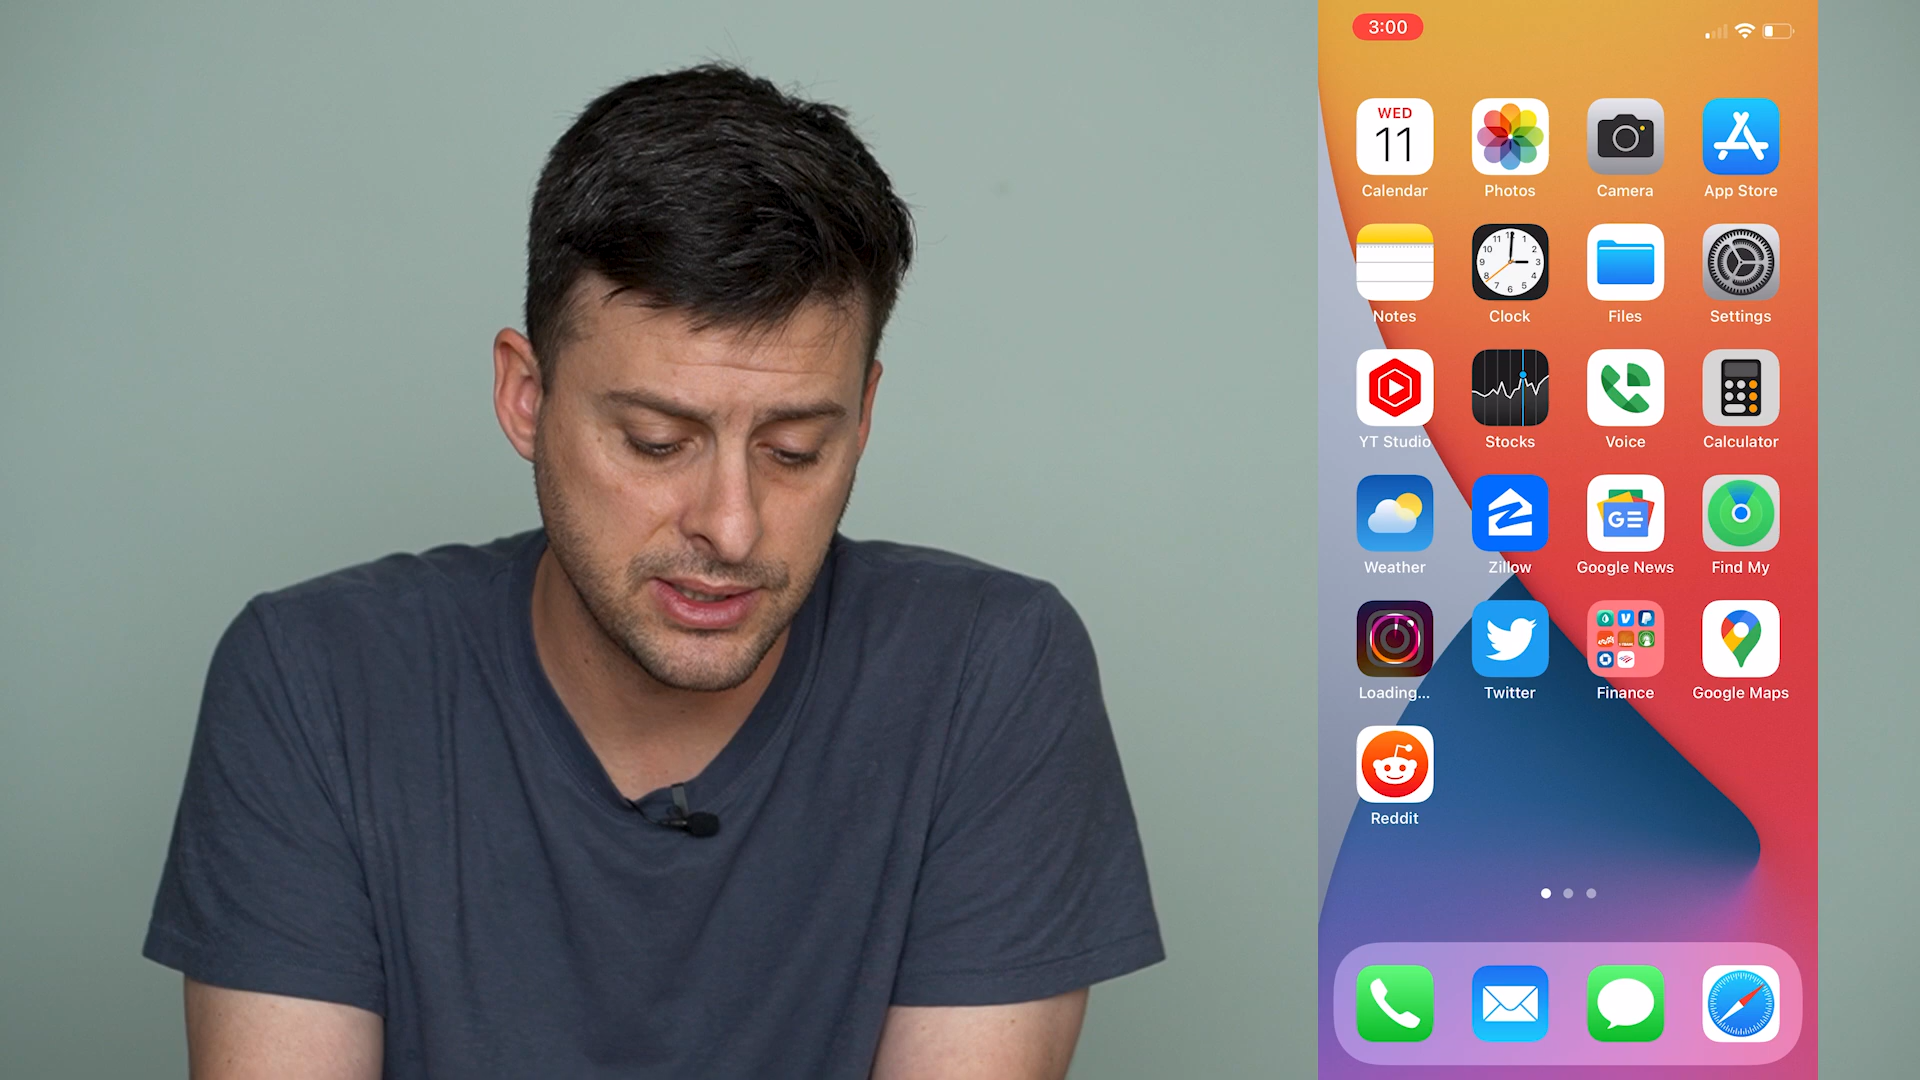 3:00
WED
11
Calendar
Photos
Camera
App Store
Notes
Clock
Files
Settings
YT Studio
Stocks
Voice
Calculator
Weather
Zillow
GE
Google News
Find My
Loading...
Twitter
Finance
Google Maps
Reddit